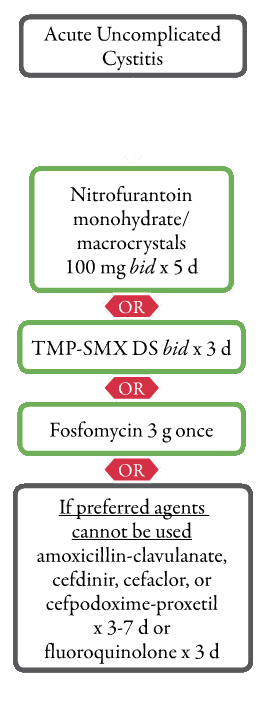 Acute Uncomplicated
Cystitis
Nitrofurantoin
monohydrate/
macrocrystals
100 mg bid x 5 d
OR
TMP-SMX DS bid x 3 d
OR
Fosfomycin 3 g once
OR
If preferred agents
cannot be used
amoxicillin-clavulanate,
cefdinir, cefaclor, or
cefpodoxime-proxetil
x 3-7 d or
fluoroquinolone x 3 d